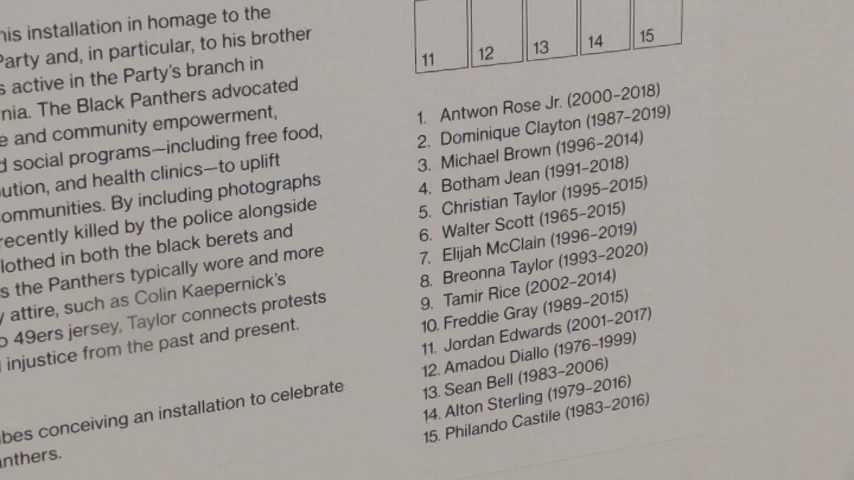 his installation in homage to the
Party and, in particular, to his brother
s active in the Party's branch in
nia. The Black Panthers advocated
e and community empowerment,
d social programs—including free food,
ution, and health clinics—to uplift
ommunities. By including photographs
recently killed by the police alongside
lothed in both the black berets and
s the Panthers typically wore and more
y attire, such as Colin Kaepernick's
o 49ers jersey, Taylor connects protests
injustice from the past and present.
bes conceiving an installation to celebrate
anthers.
11 12 13 14 15
1. Antwon Rose Jr. (2000–2018)
2. Dominique Clayton (1987–2019)
3. Michael Brown (1996–2014)
4. Botham Jean (1991–2018)
5. Christian Taylor (1995–2015)
6. Walter Scott (1965–2015)
7. Elijah McClain (1996–2019)
8. Breonna Taylor (1993–2020)
9. Tamir Rice (2002–2014)
10. Freddie Gray (1989–2015)
11. Jordan Edwards (2001–2017)
12. Amadou Diallo (1976–1999)
13. Sean Bell (1983–2006)
14. Alton Sterling (1979–2016)
15. Philando Castile (1983–2016)